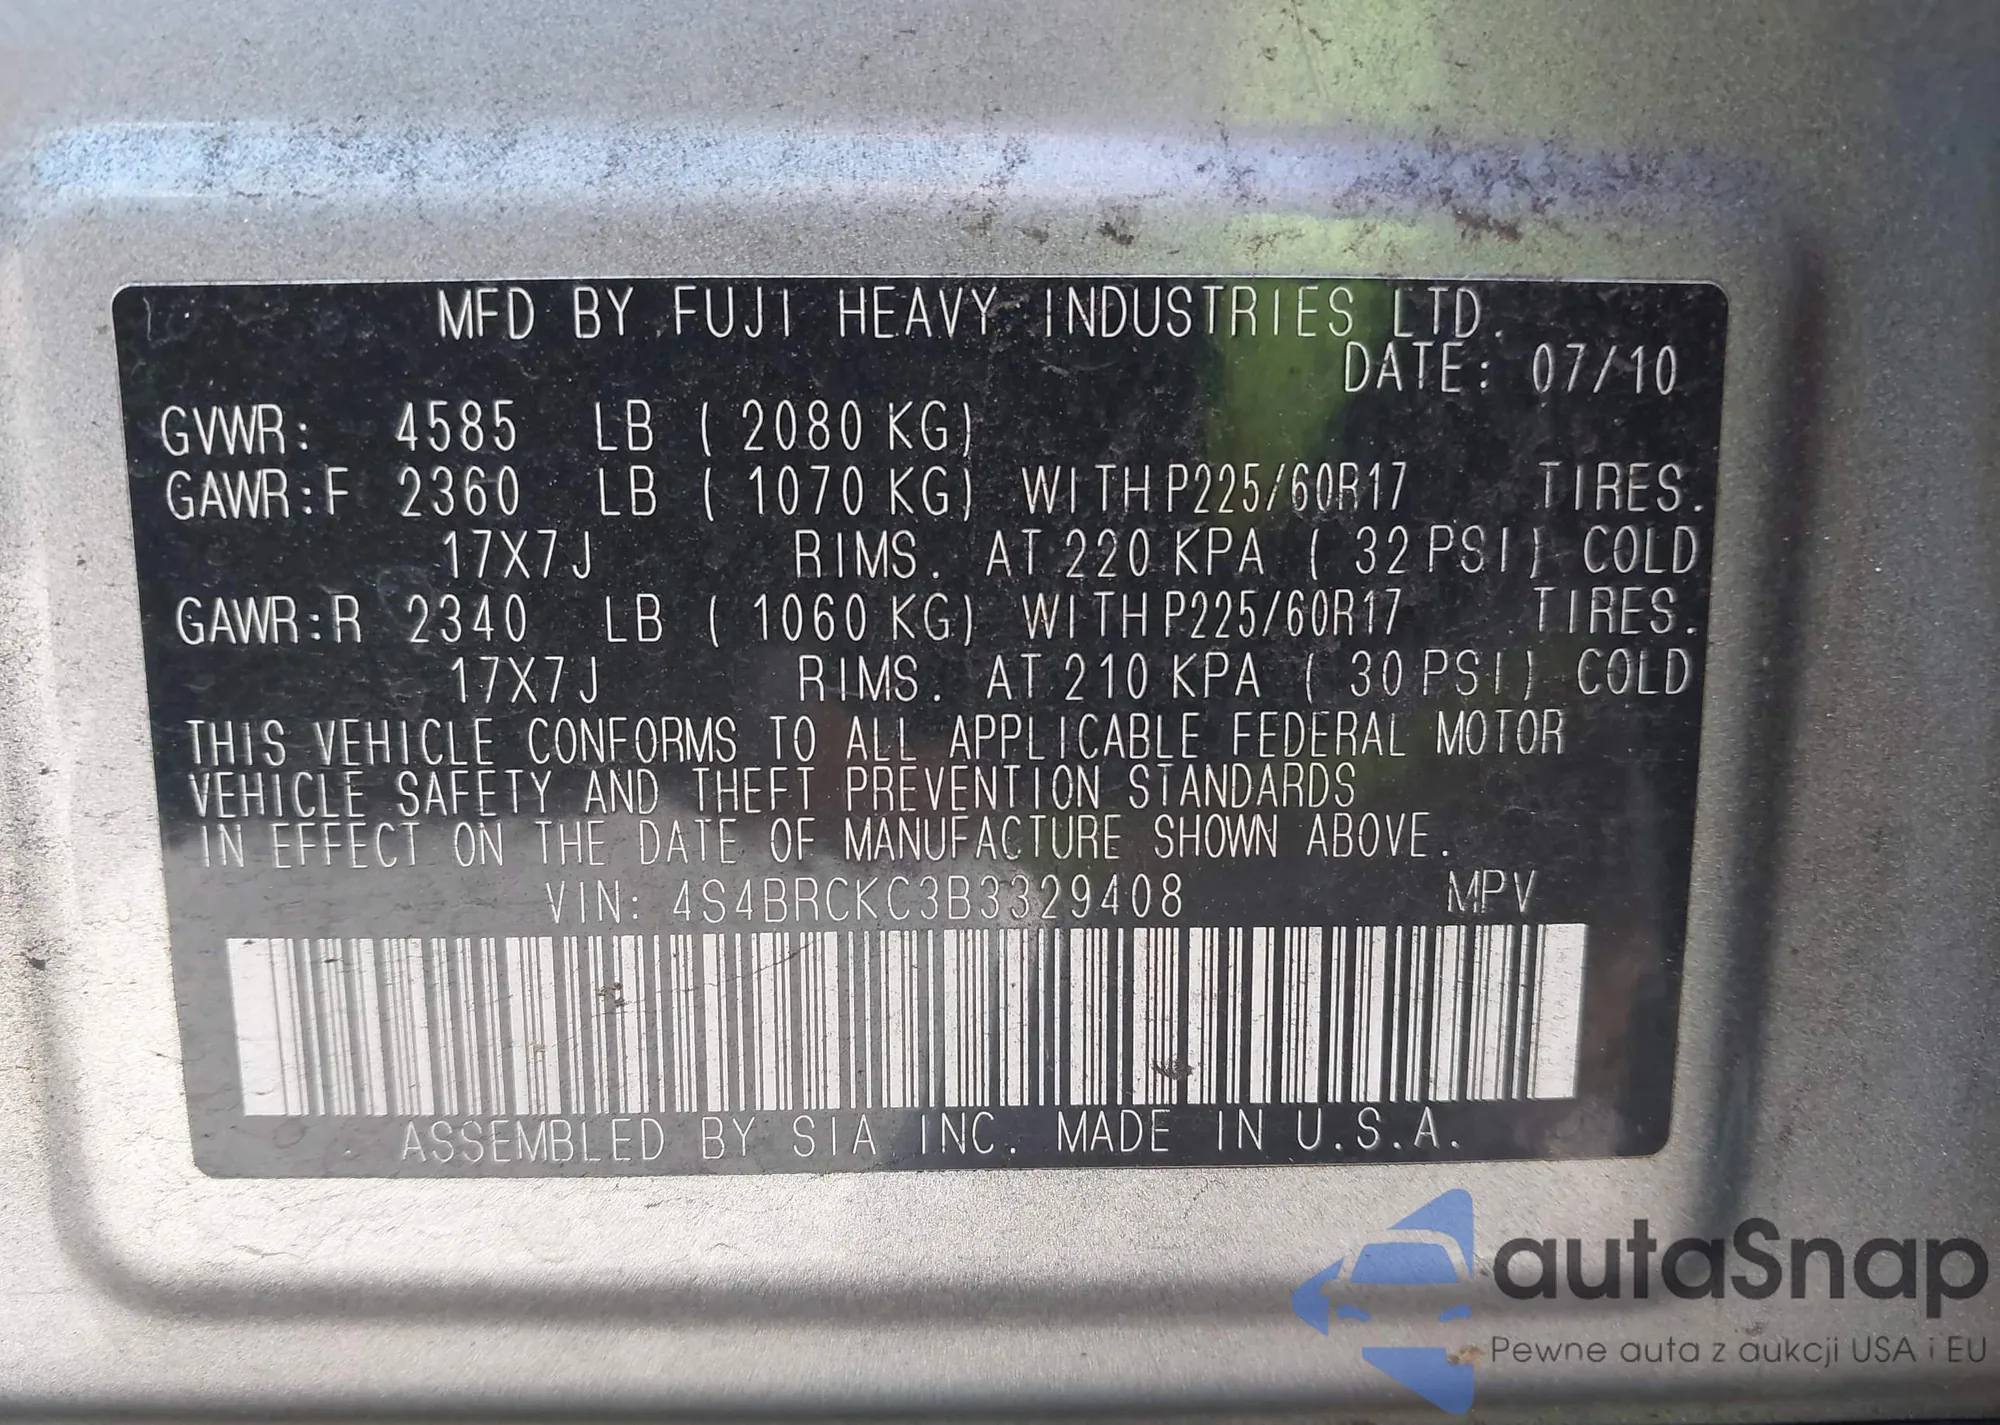 MFD BY FUJI HEAVY INDUSTRIES LTD.
DATE: 07/10
GVWR: 4585 LB ( 2080 KG)
GAWR:F 2360 LB ( 1070 KG) WITH P225/60R17 TIRES.
17X7J RIMS. AT 220 KPA ( 32 PSI) COLD
GAWR:R 2340 LB ( 1060 KG) WITH P225/60R17 TIRES.
17X7J RIMS. AT 210 KPA ( 30 PSI) COLD
THIS VEHICLE CONFORMS TO ALL APPLICABLE FEDERAL MOTOR
VEHICLE SAFETY AND THEFT PREVENTION STANDARDS
IN EFFECT ON THE DATE OF MANUFACTURE SHOWN ABOVE.
VIN: 4S4BRCKC3B3329408 MPV
ASSEMBLED BY SIA INC. MADE IN U.S.A.
autaSnap
Pewne auta z aukcji USA i EU